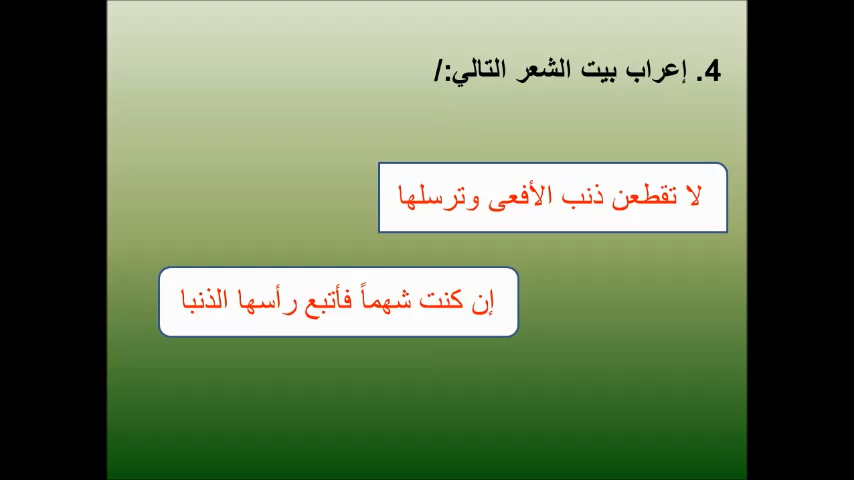 4. إعراب بيت الشعر التالي:/
لا تقطعن ذنب الأفعى وترسلها
إن كنت شهماً فأتبع رأسها الذنبا